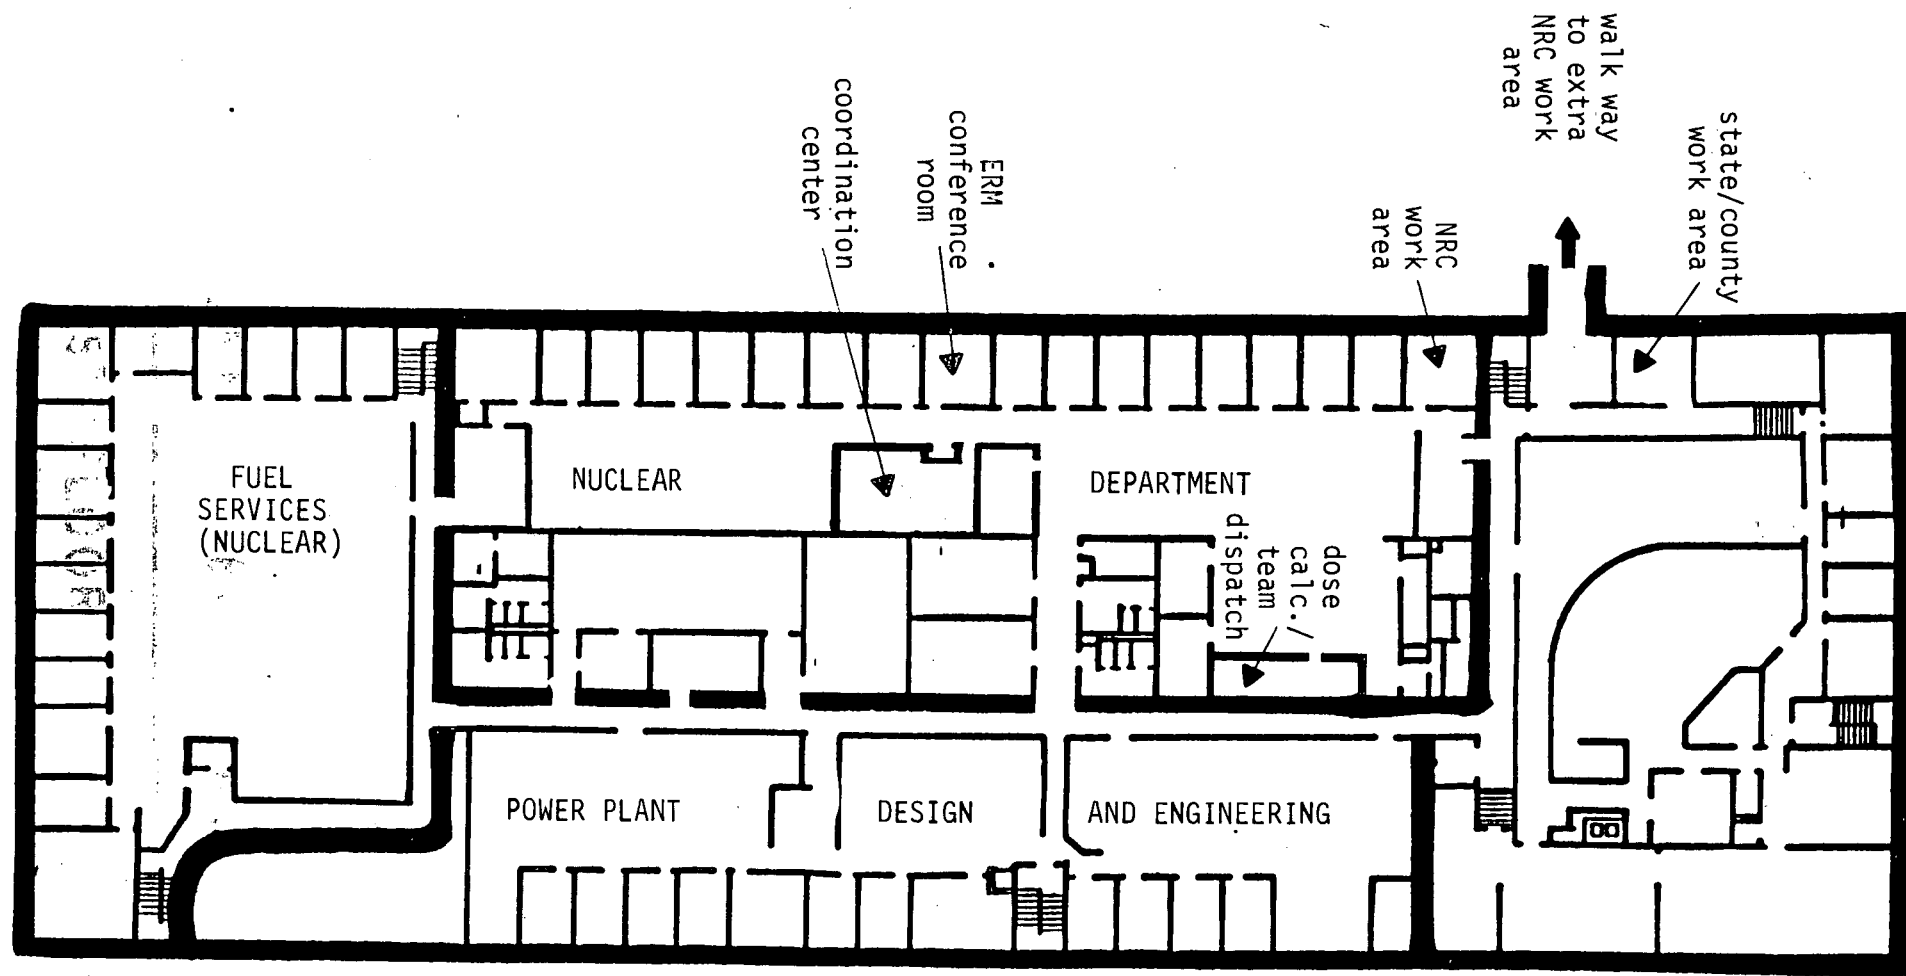 walk way
to extra
NRC work
area
state/county
work area
NRC
work
area
ERM
conference
room
coordination
center
FUEL
SERVICES
(NUCLEAR)
NUCLEAR
DEPARTMENT
dose
calc./
team
dispatch
POWER PLANT
DESIGN
AND ENGINEERING